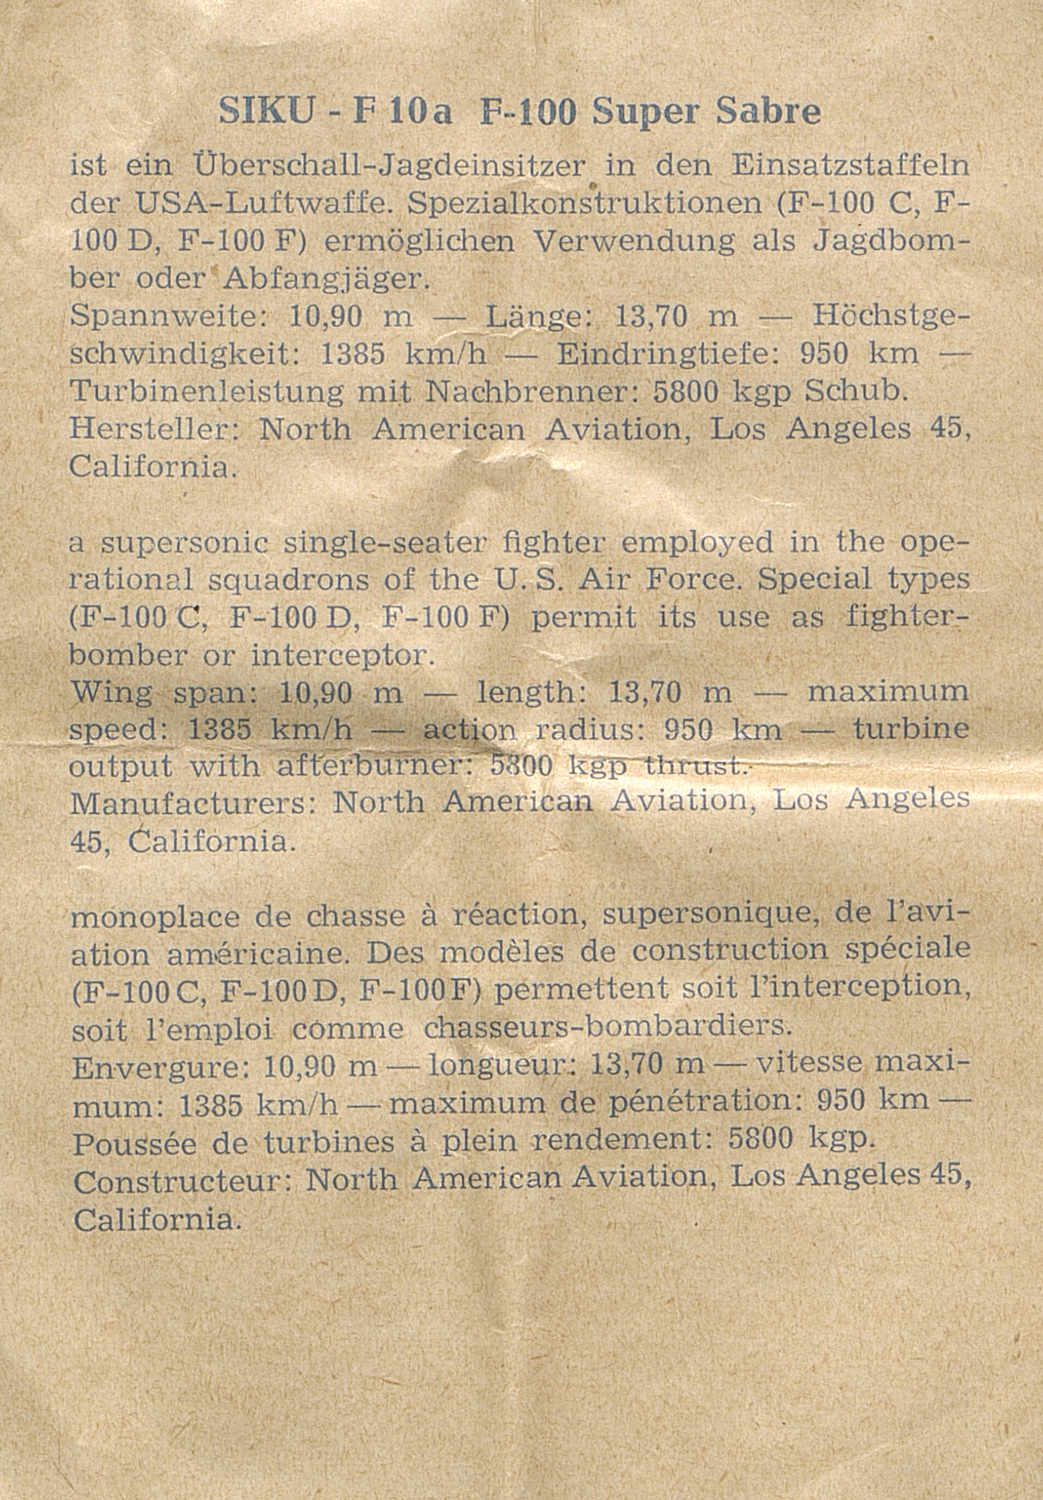 SIKU - F 10a F-100 Super Sabre
ist ein Überschall-Jagdeinsitzer in den Einsatzstaffeln
der USA-Luftwaffe. Spezialkonstruktionen (F-100 C, F-
100 D, F-100 F) ermöglichen Verwendung als Jagdbom-
ber oder Abfangjäger.
Spannweite: 10,90 m — Länge: 13,70 m — Höchstge-
schwindigkeit: 1385 km/h — Eindringtiefe: 950 km —
Turbinenleistung mit Nachbrenner: 5800 kgp Schub.
Hersteller: North American Aviation, Los Angeles 45,
California.
a supersonic single-seater fighter employed in the ope-
rational squadrons of the U. S. Air Force. Special types
(F-100 C, F-100 D, F-100 F) permit its use as fighter-
bomber or interceptor.
Wing span: 10,90 m — length: 13,70 m — maximum
speed: 1385 km/h — action radius: 950 km — turbine
output with afterburner: 5800 kgp thrust.
Manufacturers: North American Aviation, Los Angeles
45, California.
monoplace de chasse à réaction, supersonique, de l'avi-
ation américaine. Des modèles de construction spéciale
(F-100 C, F-100 D, F-100 F) permettent soit l'interception,
soit l'emploi comme chasseurs-bombardiers.
Envergure: 10,90 m — longueur: 13,70 m — vitesse maxi-
mum: 1385 km/h — maximum de pénétration: 950 km —
Poussée de turbines à plein rendement: 5800 kgp.
Constructeur: North American Aviation, Los Angeles 45,
California.